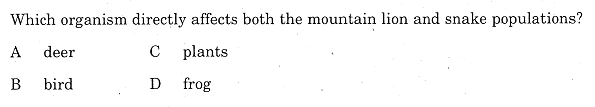 Which organism directly affects both the mountain lion and snake populations?
A deer C plants
B bird D frog